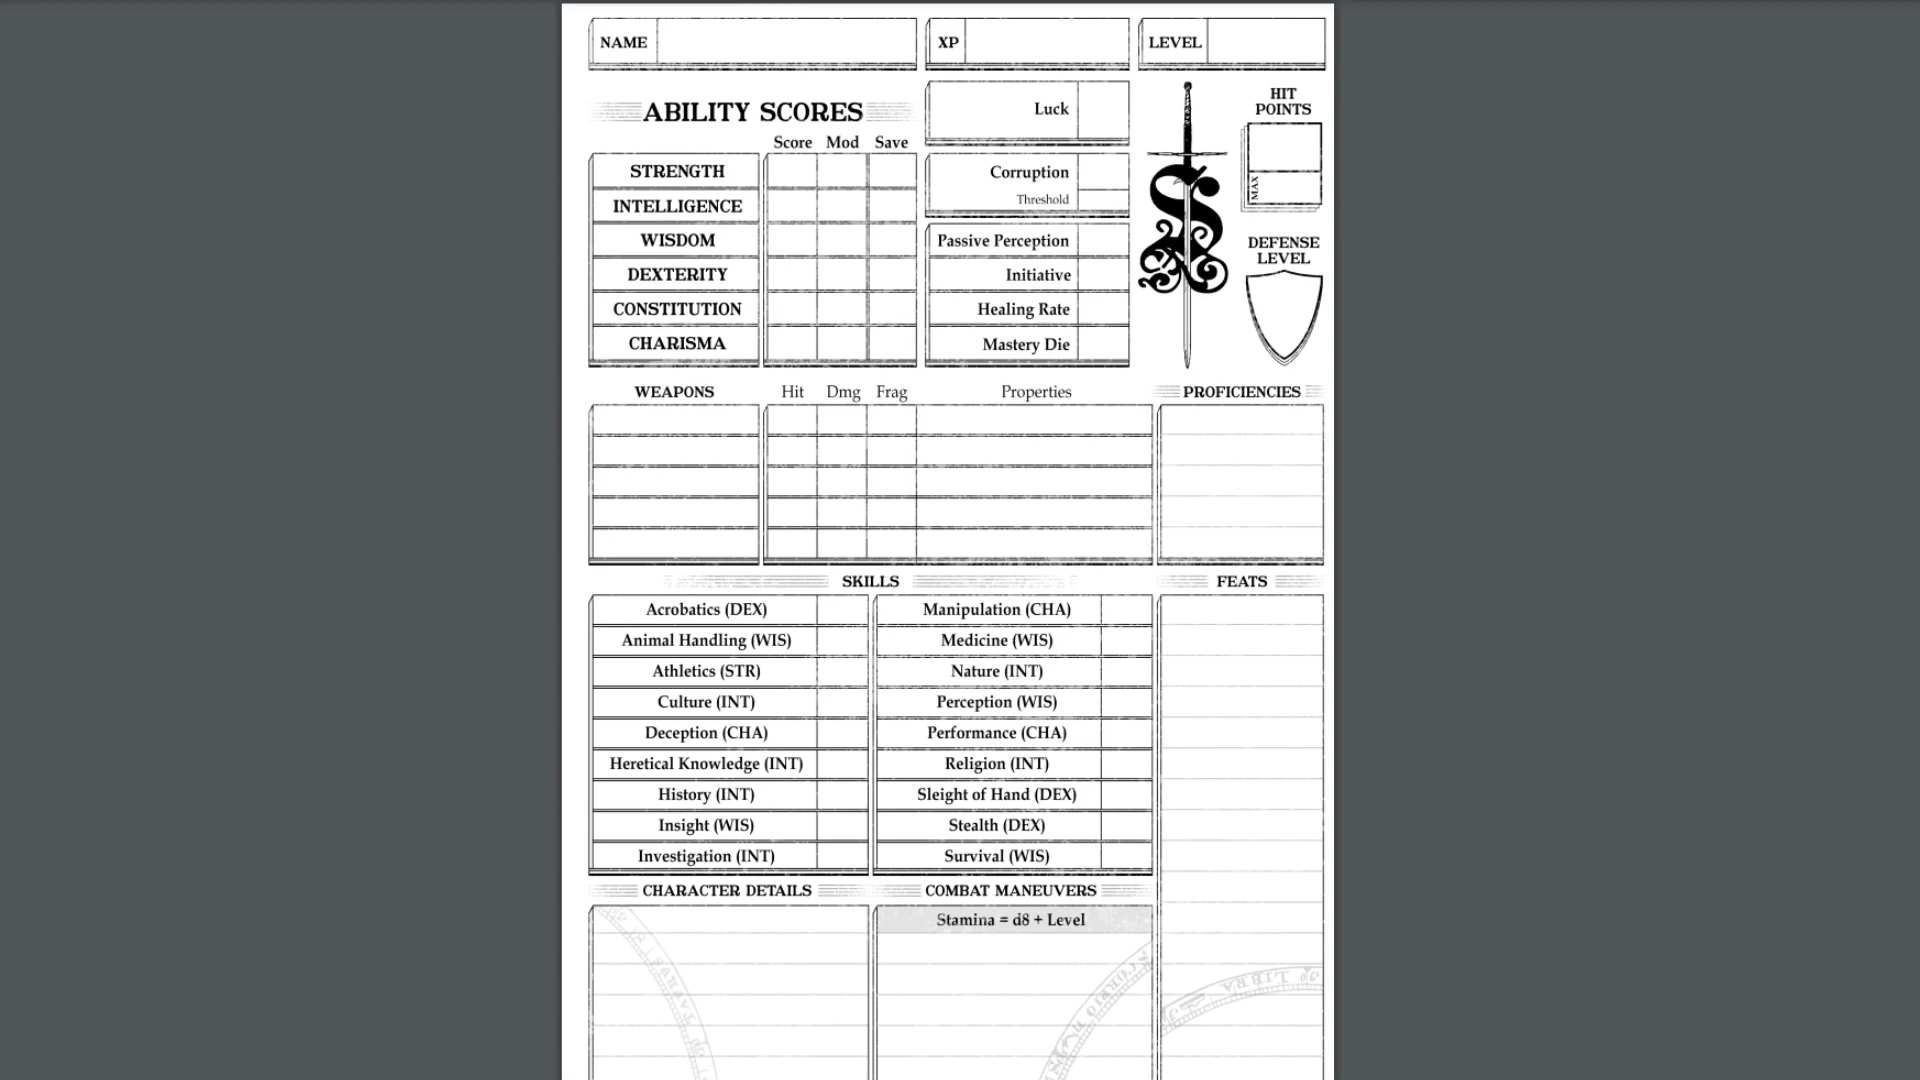 NAME XP LEVEL
ABILITY SCORES
Score Mod Save
STRENGTH
INTELLIGENCE
WISDOM
DEXTERITY
CONSTITUTION
CHARISMA
Luck
Corruption
Threshold
Passive Perception
Initiative
Healing Rate
Mastery Die
S
HIT
POINTS
MAX
DEFENSE
LEVEL
WEAPONS Hit Dmg Frag Properties
PROFICIENCIES
SKILLS
Acrobatics (DEX)
Animal Handling (WIS)
Athletics (STR)
Culture (INT)
Deception (CHA)
Heretical Knowledge (INT)
History (INT)
Insight (WIS)
Investigation (INT)
Manipulation (CHA)
Medicine (WIS)
Nature (INT)
Perception (WIS)
Performance (CHA)
Religion (INT)
Sleight of Hand (DEX)
Stealth (DEX)
Survival (WIS)
FEATS
CHARACTER DETAILS
TAURUS
COMBAT MANEUVERS
Stamina = d8 + Level
SCORPIO
LIBRA